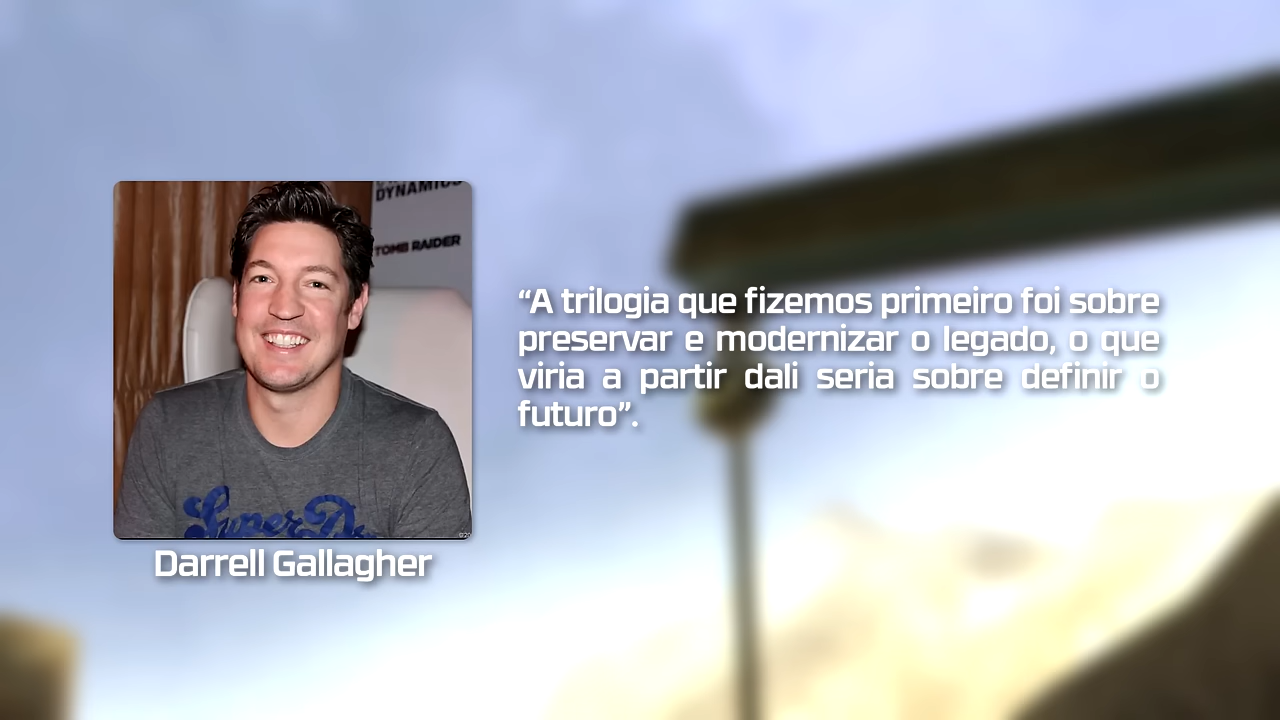 DYNAMICS
TOMB RAIDER
“A trilogia que fizemos primeiro foi sobre
preservar e modernizar o legado, o que
viria a partir dali seria sobre definir o
futuro”.
Super
Darrell Gallagher